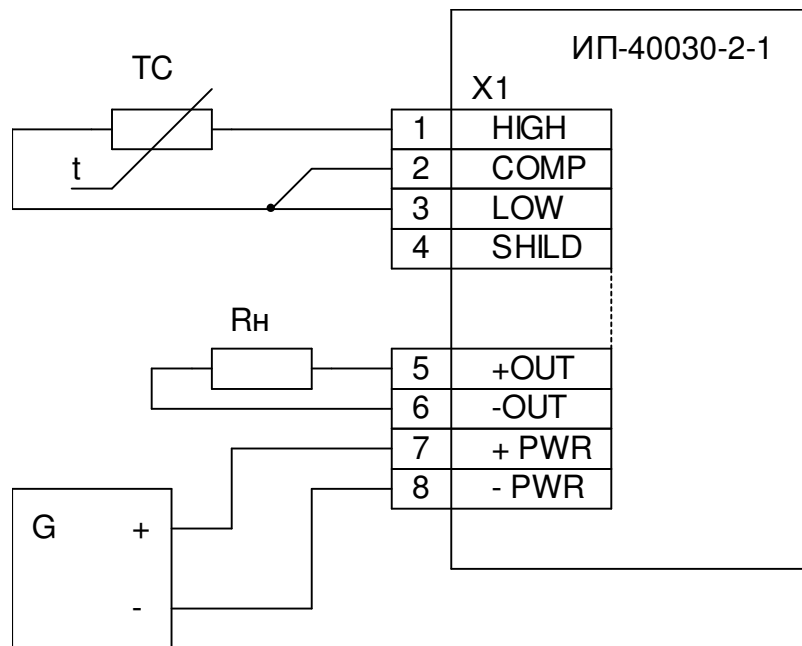 ИП-40030-2-1
TC
X1
1 HIGH
2 COMP
t
3 LOW
4 SHILD
Rн
5 +OUT
6 -OUT
7 + PWR
8 - PWR
G +
-